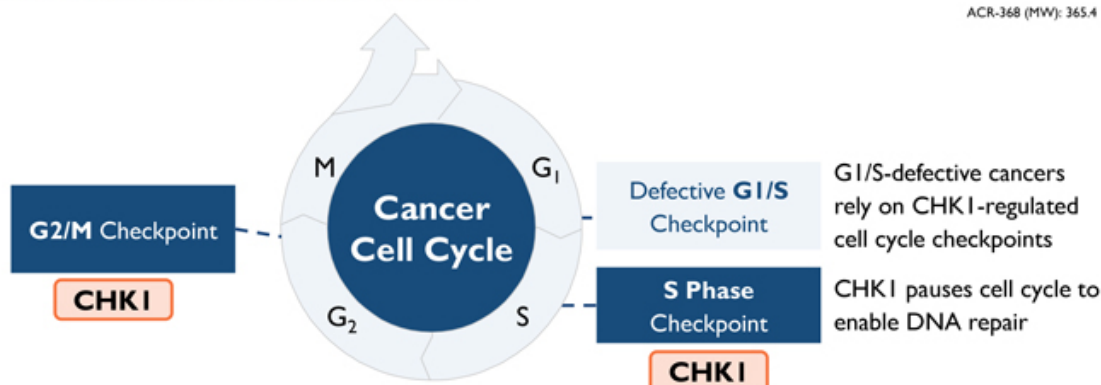 ACR-368 (MW): 365.4
M
G₁
Cancer
Cell Cycle
G₂
S
G2/M Checkpoint
CHK1
Defective G1/S
Checkpoint
G1/S-defective cancers
rely on CHK1-regulated
cell cycle checkpoints
S Phase
Checkpoint
CHK1 pauses cell cycle to
enable DNA repair
CHK1